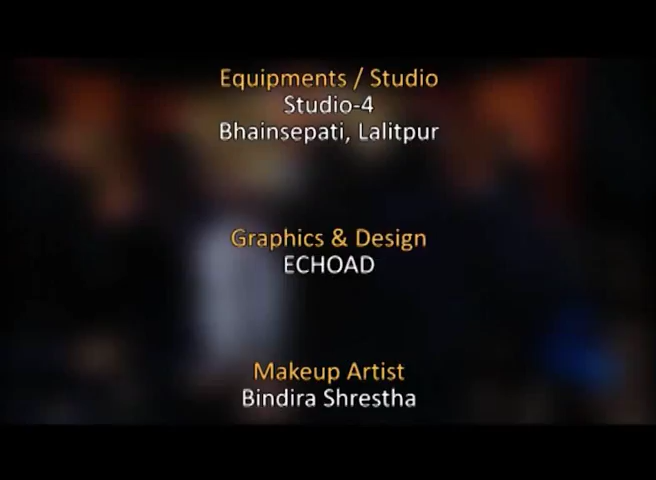 Equipments / Studio
Studio-4
Bhainsepati, Lalitpur
Graphics & Design
ECHOAD
Makeup Artist
Bindira Shrestha